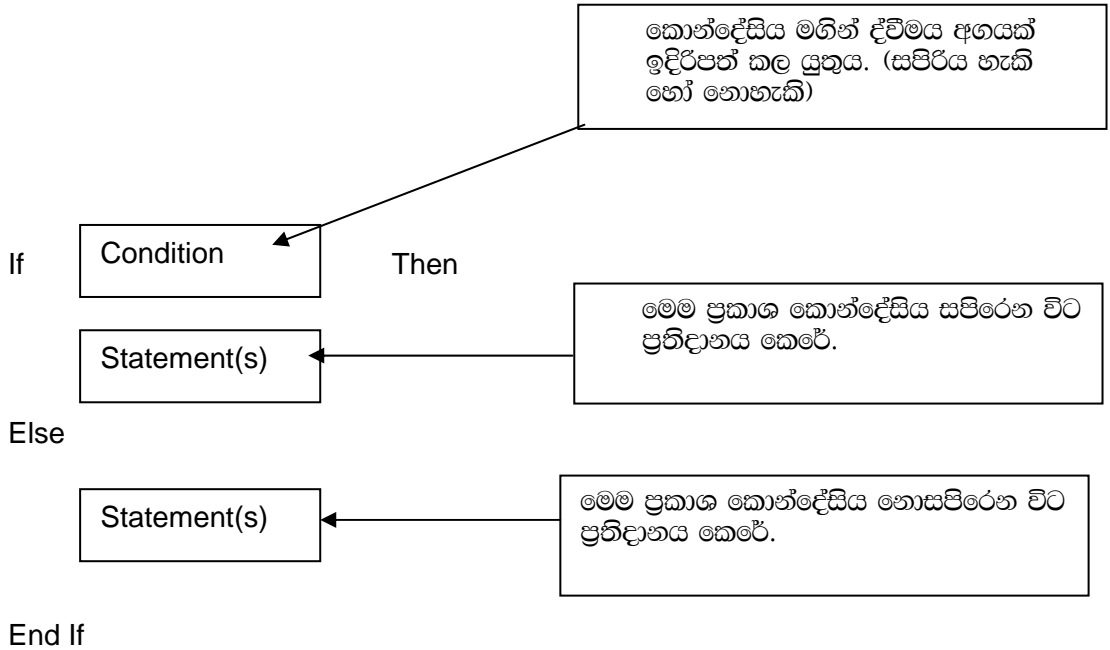 කොන්දේසිය මගින් ද්වීමය අගයක්
ඉදිරිපත් කල යුතුය. (සපිරිය හැකි
හෝ නොහැකි)
If
Condition
Then
මෙම ප්‍රකාශ කොන්දේසිය සපිරෙන විට
ප්‍රතිදානය කෙරේ.
Statement(s)
Else
Statement(s)
මෙම ප්‍රකාශ කොන්දේසිය නොසපිරෙන විට
ප්‍රතිදානය කෙරේ.
End If